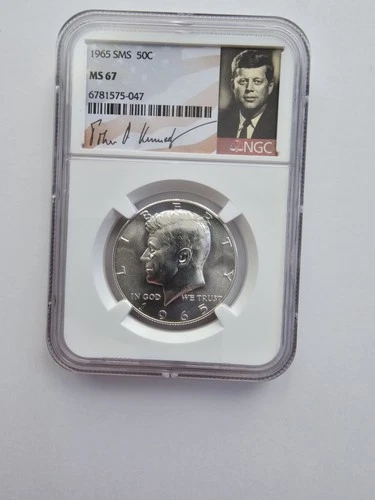 1965 SMS 50C
MS 67
6781575-047
John F Kennedy
NGC
LIBERTY
IN GOD WE TRUST
1965